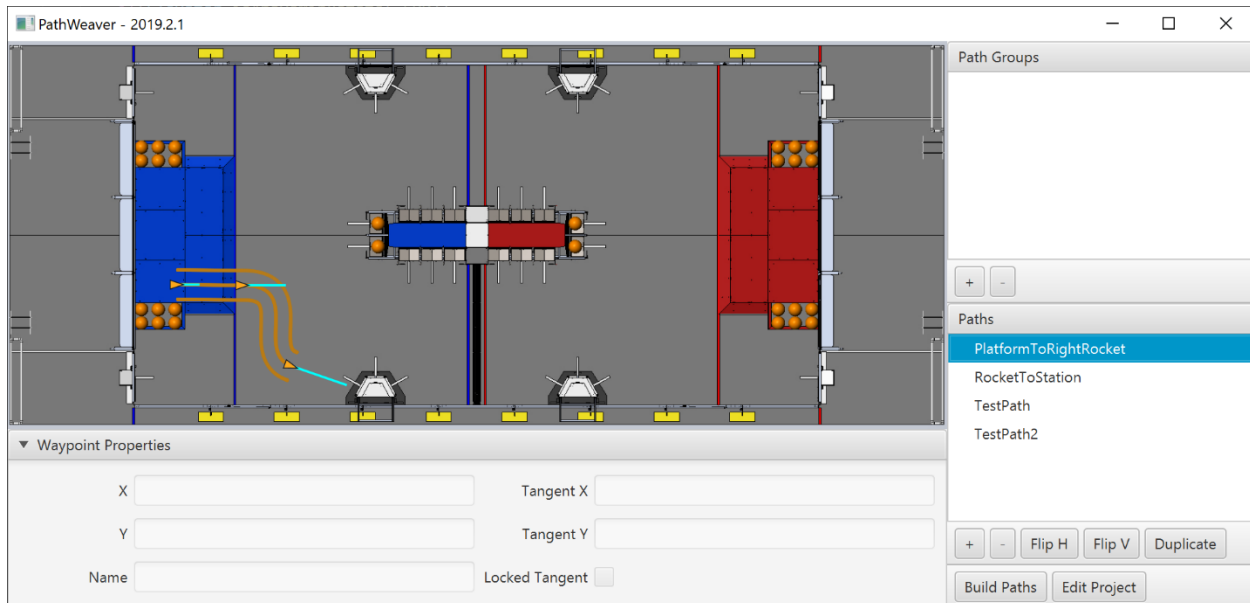 PathWeaver - 2019.2.1
Path Groups
+ -
Paths
PlatformToRightRocket
RocketToStation
TestPath
TestPath2
+ - Flip H Flip V Duplicate
Build Paths Edit Project
Waypoint Properties
X Tangent X
Y Tangent Y
Name Locked Tangent